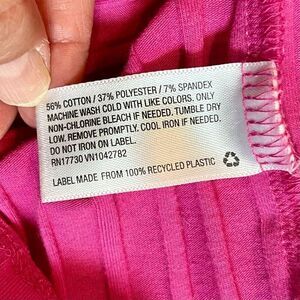 56% COTTON / 37% POLYESTER / 7% SPANDEX
MACHINE WASH COLD WITH LIKE COLORS. ONLY
NON-CHLORINE BLEACH IF NEEDED. TUMBLE DRY
LOW. REMOVE PROMPTLY. COOL IRON IF NEEDED.
DO NOT IRON ON LABEL.
RN17730 VN1042782
LABEL MADE FROM 100% RECYCLED PLASTIC